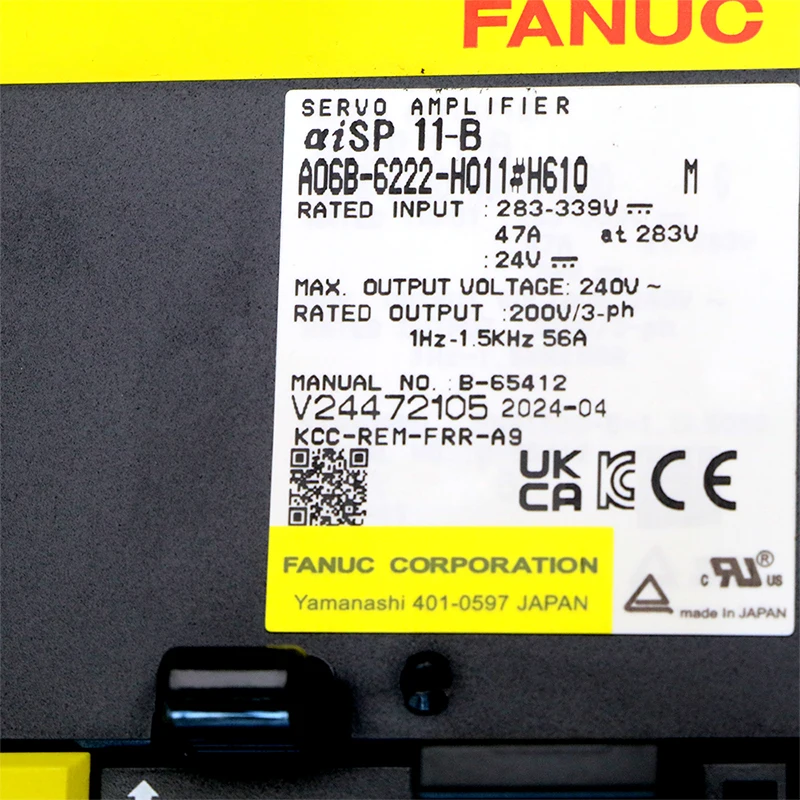 FANUC
SERVO AMPLIFIER
αiSP 11-B
A06B-6222-H011#H610 M
RATED INPUT : 283-339V ⎓
47A at 283V
: 24V ⎓
MAX. OUTPUT VOLTAGE: 240V ~
RATED OUTPUT :200V/3-ph
1Hz-1.5KHz 56A
MANUAL NO. : B-65412
V24472105 2024-04
KCC-REM-FRR-A9
UK
CA
KC
CE
FANUC CORPORATION
Yamanashi 401-0597 JAPAN
c RU ® US
made in JAPAN